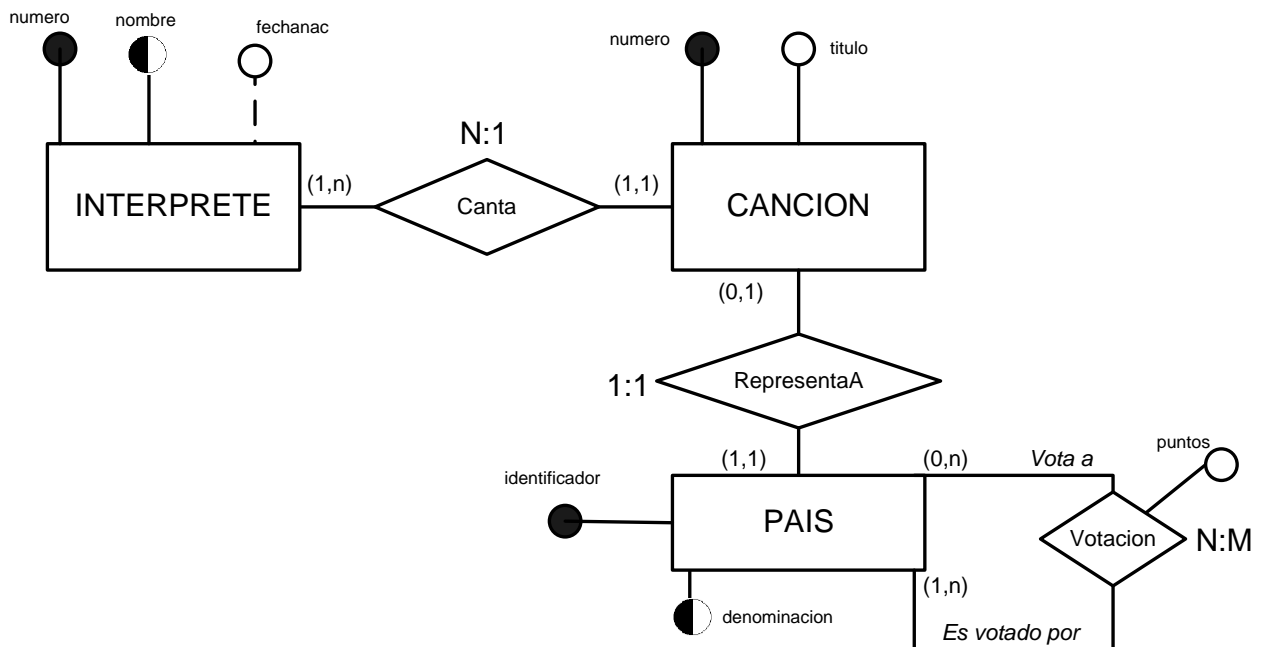 numero
nombre
fechanac
numero
titulo
N:1
INTERPRETE
(1,n)
Canta
(1,1)
CANCION
(0,1)
1:1
RepresentaA
(1,1)
(0,n)
Vota a
puntos
identificador
PAIS
Votacion
N:M
(1,n)
denominacion
Es votado por